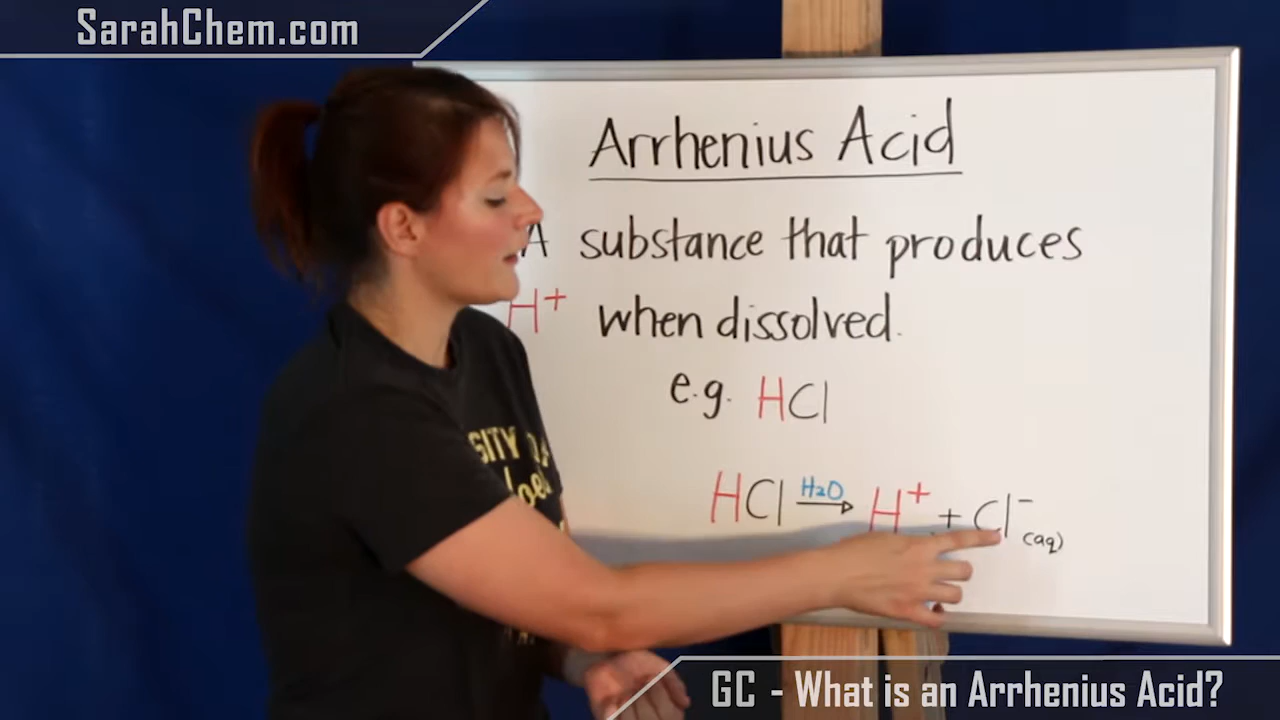 SarahChem.com
Arrhenius Acid
A substance that produces
H⁺ when dissolved.
e.g. HCl
HCl H₂O → H⁺ + Cl⁻ (aq)
GC - What is an Arrhenius Acid?